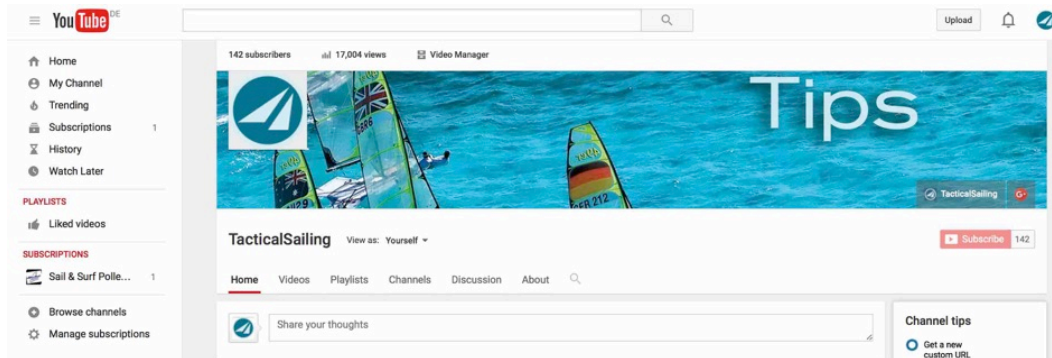 YouTube DE
Upload
Home
My Channel
Trending
Subscriptions 1
History
Watch Later
PLAYLISTS
Liked videos
SUBSCRIPTIONS
Sail & Surf Polle... 1
Browse channels
Manage subscriptions
142 subscribers 17,004 views Video Manager
Tips
GER 212
TacticalSailing G+
TacticalSailing View as: Yourself
Subscribe 142
Home Videos Playlists Channels Discussion About
Share your thoughts
Channel tips
Get a new
custom URL